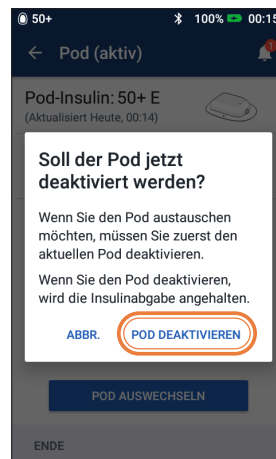 50+ 100% 00:15
Pod (aktiv)
Pod-Insulin: 50+ E
(Aktualisiert Heute, 00:14)
Soll der Pod jetzt
deaktiviert werden?
Wenn Sie den Pod austauschen
möchten, müssen Sie zuerst den
aktuellen Pod deaktivieren.
Wenn Sie den Pod deaktivieren,
wird die Insulinabgabe angehalten.
ABBR. POD DEAKTIVIEREN
POD AUSWECHSELN
ENDE